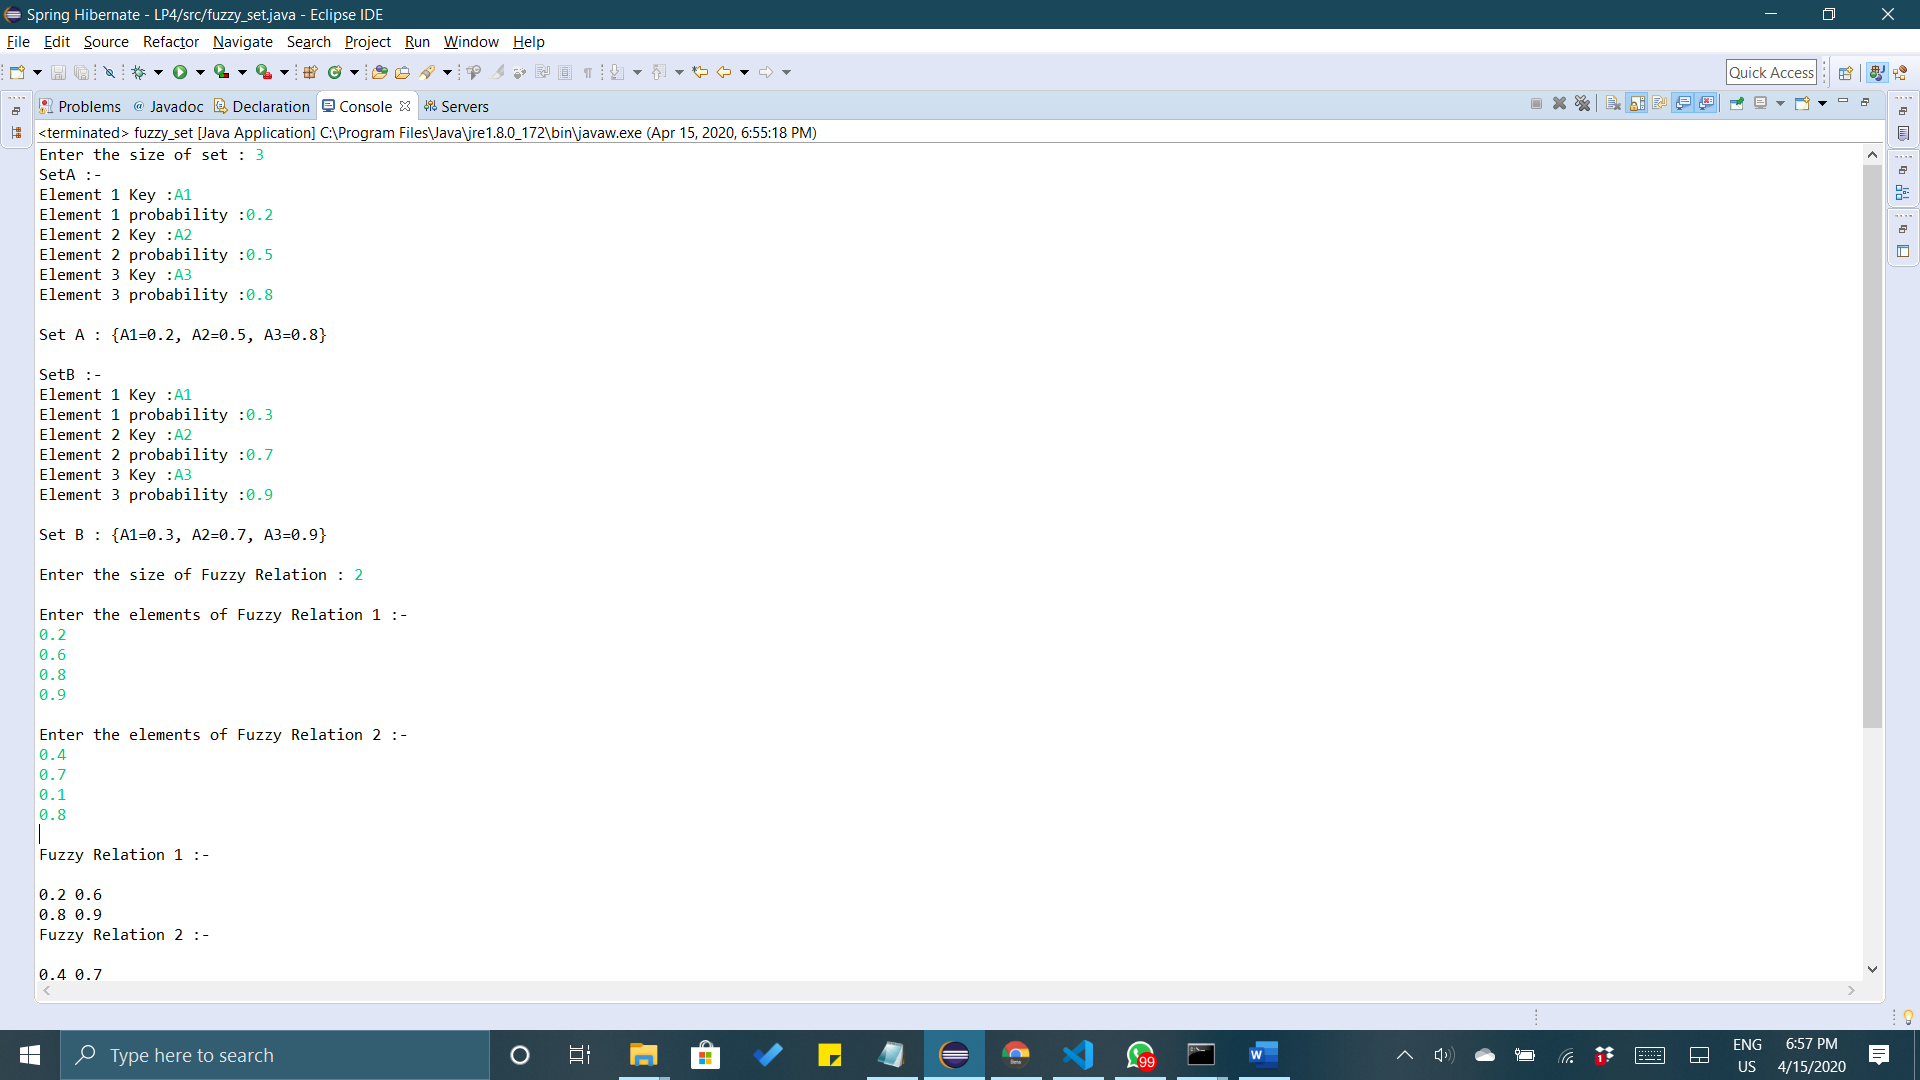 Spring Hibernate - LP4/src/fuzzy_set.java - Eclipse IDE
File Edit Source Refactor Navigate Search Project Run Window Help
Quick Access
Problems Javadoc Declaration Console Servers
<terminated> fuzzy_set [Java Application] C:\Program Files\Java\jre1.8.0_172\bin\javaw.exe (Apr 15, 2020, 6:55:18 PM)
Enter the size of set : 3
SetA :-
Element 1 Key :A1
Element 1 probability :0.2
Element 2 Key :A2
Element 2 probability :0.5
Element 3 Key :A3
Element 3 probability :0.8
Set A : {A1=0.2, A2=0.5, A3=0.8}
SetB :-
Element 1 Key :A1
Element 1 probability :0.3
Element 2 Key :A2
Element 2 probability :0.7
Element 3 Key :A3
Element 3 probability :0.9
Set B : {A1=0.3, A2=0.7, A3=0.9}
Enter the size of Fuzzy Relation : 2
Enter the elements of Fuzzy Relation 1 :-
0.2
0.6
0.8
0.9
Enter the elements of Fuzzy Relation 2 :-
0.4
0.7
0.1
0.8
Fuzzy Relation 1 :-
0.2 0.6
0.8 0.9
Fuzzy Relation 2 :-
0.4 0.7
Type here to search
99
1
ENG
US
6:57 PM
4/15/2020